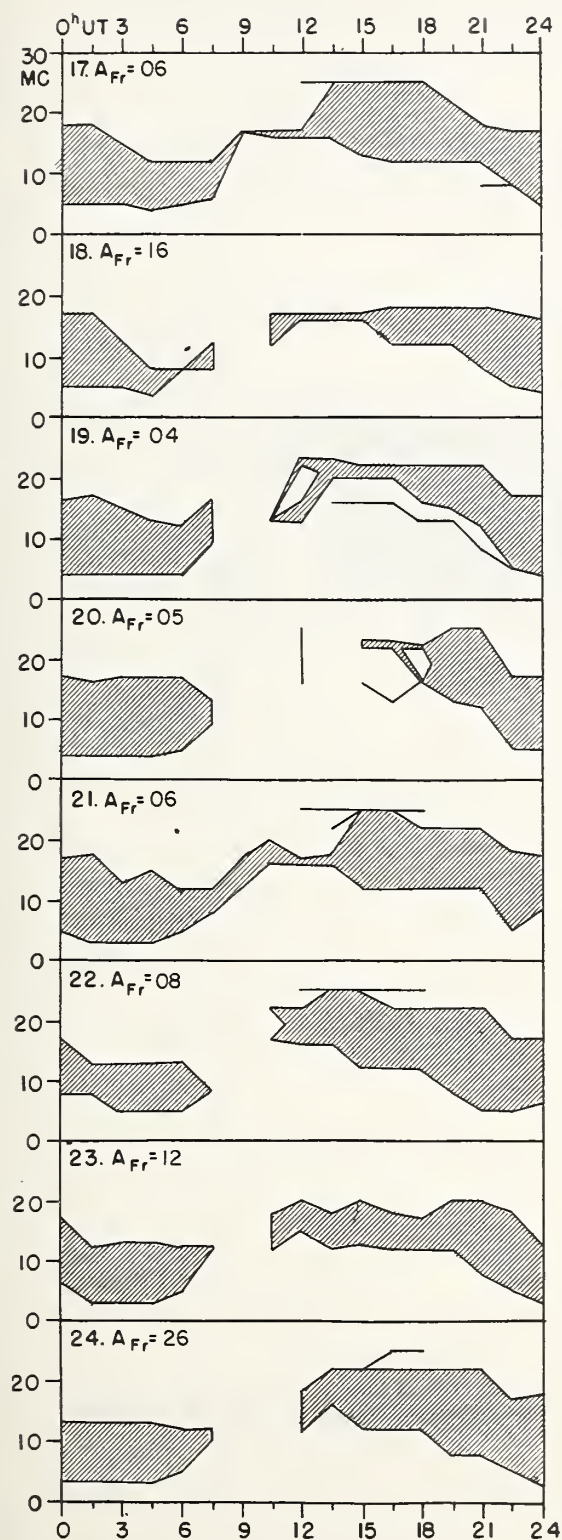 0ʰ UT 3 6 9 12 15 18 21 24
30
MC
17. A_Fr = 06
20
10
0
18. A_Fr = 16
20
10
0
19. A_Fr = 04
20
10
0
20. A_Fr = 05
20
10
0
21. A_Fr = 06
20
10
0
22. A_Fr = 08
20
10
0
23. A_Fr = 12
20
10
0
24. A_Fr = 26
20
10
0
0 3 6 9 12 15 18 21 24